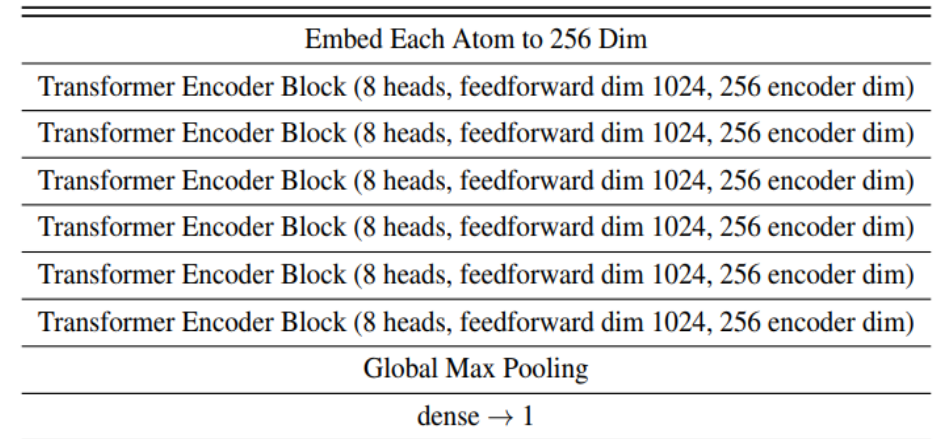 Embed Each Atom to 256 Dim
Transformer Encoder Block (8 heads, feedforward dim 1024, 256 encoder dim)
Transformer Encoder Block (8 heads, feedforward dim 1024, 256 encoder dim)
Transformer Encoder Block (8 heads, feedforward dim 1024, 256 encoder dim)
Transformer Encoder Block (8 heads, feedforward dim 1024, 256 encoder dim)
Transformer Encoder Block (8 heads, feedforward dim 1024, 256 encoder dim)
Transformer Encoder Block (8 heads, feedforward dim 1024, 256 encoder dim)
Global Max Pooling
dense → 1